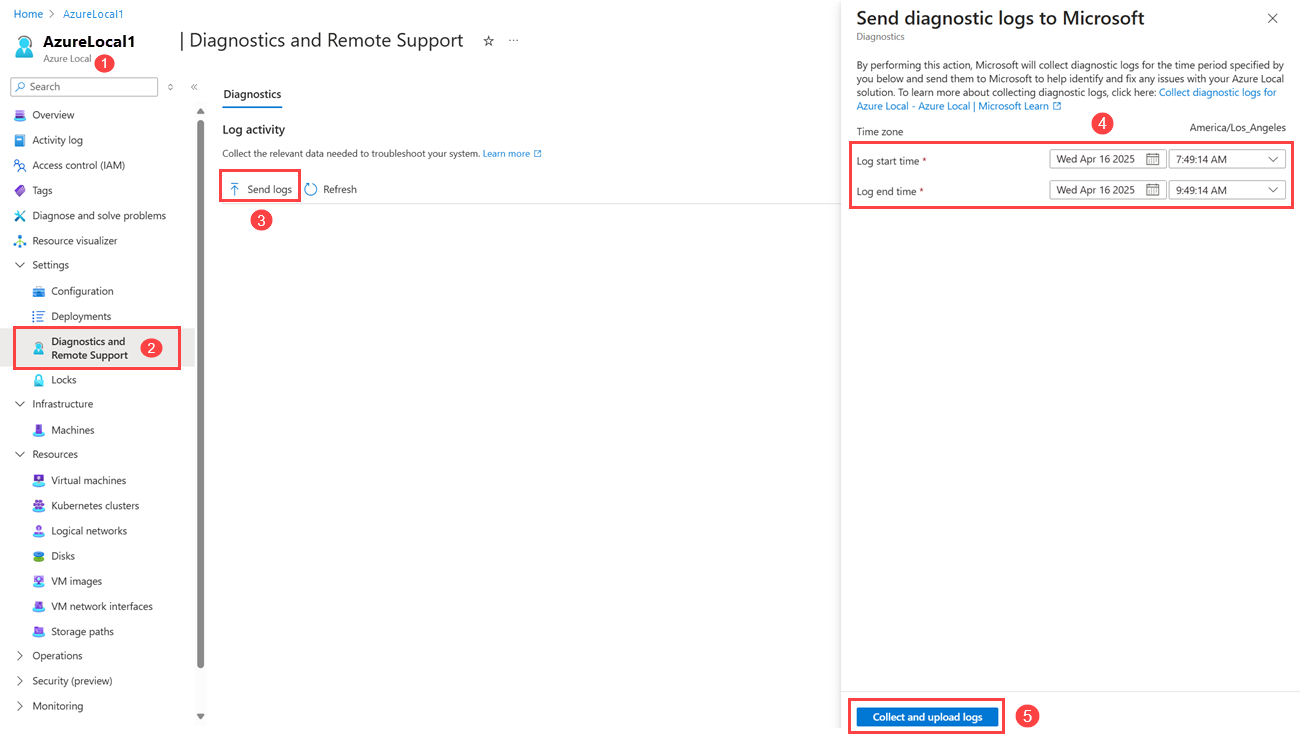 Home > AzureLocal1
AzureLocal1
Azure Local
1
| Diagnostics and Remote Support ☆ ...
Search
«
Overview
Activity log
Access control (IAM)
Tags
Diagnose and solve problems
Resource visualizer
Settings
Configuration
Deployments
Diagnostics and
Remote Support
2
Locks
Infrastructure
Machines
Resources
Virtual machines
Kubernetes clusters
Logical networks
Disks
VM images
VM network interfaces
Storage paths
Operations
Security (preview)
Monitoring
Diagnostics
Log activity
Collect the relevant data needed to troubleshoot your system. Learn more
Send logs
Refresh
3
Send diagnostic logs to Microsoft
Diagnostics
By performing this action, Microsoft will collect diagnostic logs for the time period specified by
you below and send them to Microsoft to help identify and fix any issues with your Azure Local
solution. To learn more about collecting diagnostic logs, click here: Collect diagnostic logs for
Azure Local - Azure Local | Microsoft Learn
4
Time zone America/Los_Angeles
Log start time * Wed Apr 16 2025 7:49:14 AM
Log end time * Wed Apr 16 2025 9:49:14 AM
Collect and upload logs
5